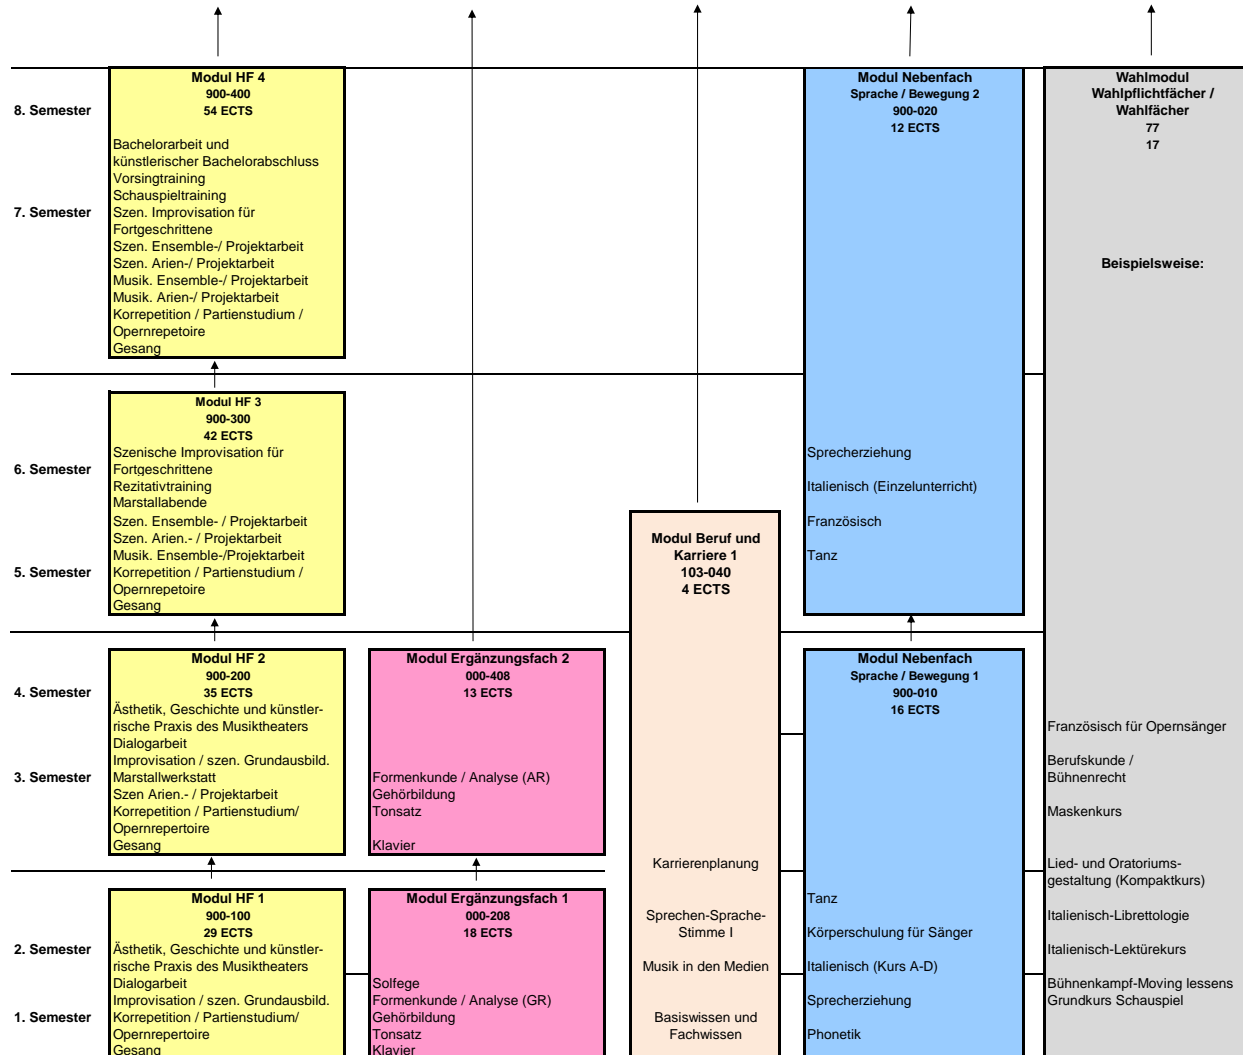 8. Semester
7. Semester
6. Semester
5. Semester
4. Semester
3. Semester
2. Semester
1. Semester
Modul HF 4
900-400
54 ECTS
Bachelorarbeit und
künstlerischer Bachelorabschluss
Vorsingtraining
Schauspieltraining
Szen. Improvisation für
Fortgeschrittene
Szen. Ensemble-/ Projektarbeit
Szen. Arien-/ Projektarbeit
Musik. Ensemble-/ Projektarbeit
Musik. Arien-/ Projektarbeit
Korrepetition / Partienstudium /
Opernrepetoire
Gesang
Modul HF 3
900-300
42 ECTS
Szenische Improvisation für
Fortgeschrittene
Rezitativtraining
Marstallabende
Szen. Ensemble- / Projektarbeit
Szen. Arien.- / Projektarbeit
Musik. Ensemble-/Projektarbeit
Korrepetition / Partienstudium /
Opernrepetoire
Gesang
Modul HF 2
900-200
35 ECTS
Ästhetik, Geschichte und künstler-
rische Praxis des Musiktheaters
Dialogarbeit
Improvisation / szen. Grundausbild.
Marstallwerkstatt
Szen Arien.- / Projektarbeit
Korrepetition / Partienstudium/
Opernrepertoire
Gesang
Modul HF 1
900-100
29 ECTS
Ästhetik, Geschichte und künstler-
rische Praxis des Musiktheaters
Dialogarbeit
Improvisation / szen. Grundausbild.
Korrepetition / Partienstudium/
Opernrepertoire
Gesang
Modul Ergänzungsfach 2
000-408
13 ECTS
Formenkunde / Analyse (AR)
Gehörbildung
Tonsatz
Klavier
Modul Ergänzungsfach 1
000-208
18 ECTS
Solfege
Formenkunde / Analyse (GR)
Gehörbildung
Tonsatz
Klavier
Modul Beruf und
Karriere 1
103-040
4 ECTS
Karrierenplanung
Sprechen-Sprache-
Stimme I
Musik in den Medien
Basiswissen und
Fachwissen
Modul Nebenfach
Sprache / Bewegung 2
900-020
12 ECTS
Sprecherziehung
Italienisch (Einzelunterricht)
Französisch
Tanz
Modul Nebenfach
Sprache / Bewegung 1
900-010
16 ECTS
Tanz
Körperschulung für Sänger
Italienisch (Kurs A-D)
Sprecherziehung
Phonetik
Wahlmodul
Wahlpflichtfächer /
Wahlfächer
77
17
Beispielsweise:
Französisch für Opernsänger
Berufskunde /
Bühnenrecht
Maskenkurs
Lied- und Oratoriums-
gestaltung (Kompaktkurs)
Italienisch-Librettologie
Italienisch-Lektürekurs
Bühnenkampf-Moving lessens
Grundkurs Schauspiel